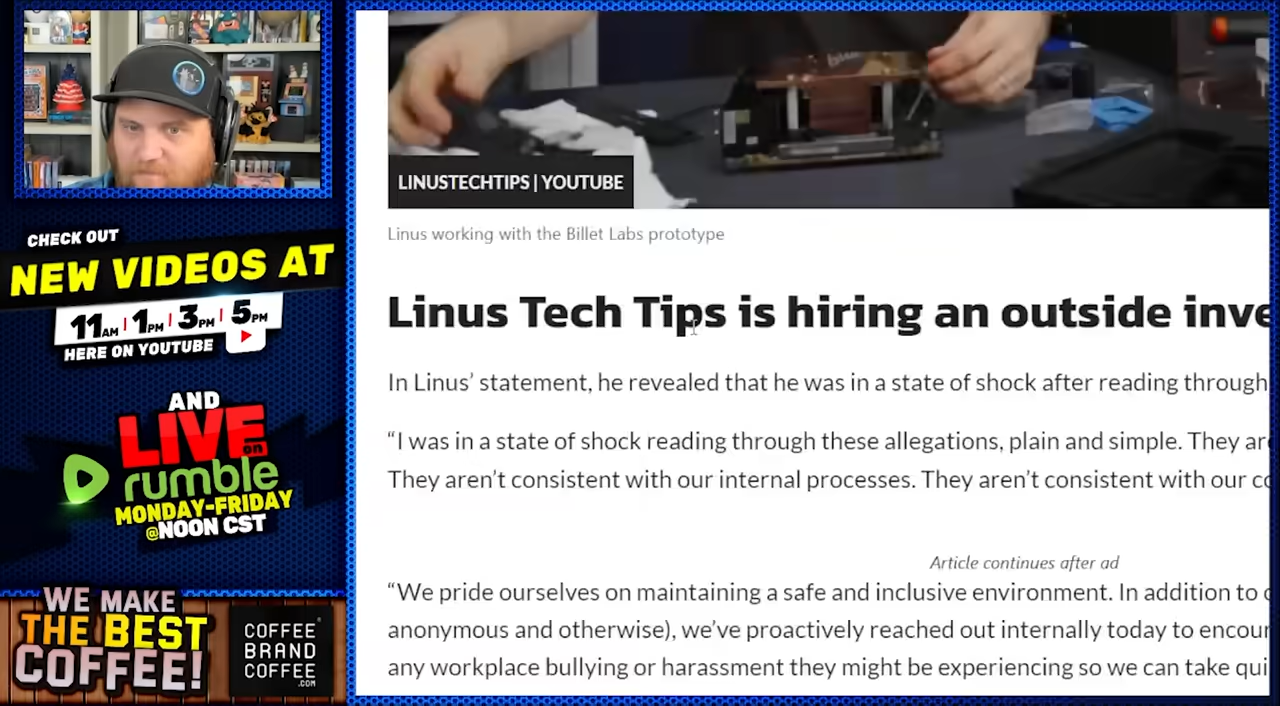 LINUSTECHTIPS | YOUTUBE
Linus working with the Billet Labs prototype
Linus Tech Tips is hiring an outside inve
In Linus’ statement, he revealed that he was in a state of shock after reading through
“I was in a state of shock reading through these allegations, plain and simple. They are
They aren’t consistent with our internal processes. They aren’t consistent with our co
Article continues after ad
“We pride ourselves on maintaining a safe and inclusive environment. In addition to
anonymous and otherwise), we’ve proactively reached out internally today to encour
any workplace bullying or harassment they might be experiencing so we can take qui
CHECK OUT
NEW VIDEOS AT
11AM | 1PM | 3PM | 5PM
HERE ON YOUTUBE
AND
LIVE on
rumble
MONDAY-FRIDAY
@NOON CST
WE MAKE
THE BEST
COFFEE!
COFFEE
BRAND
COFFEE
.COM